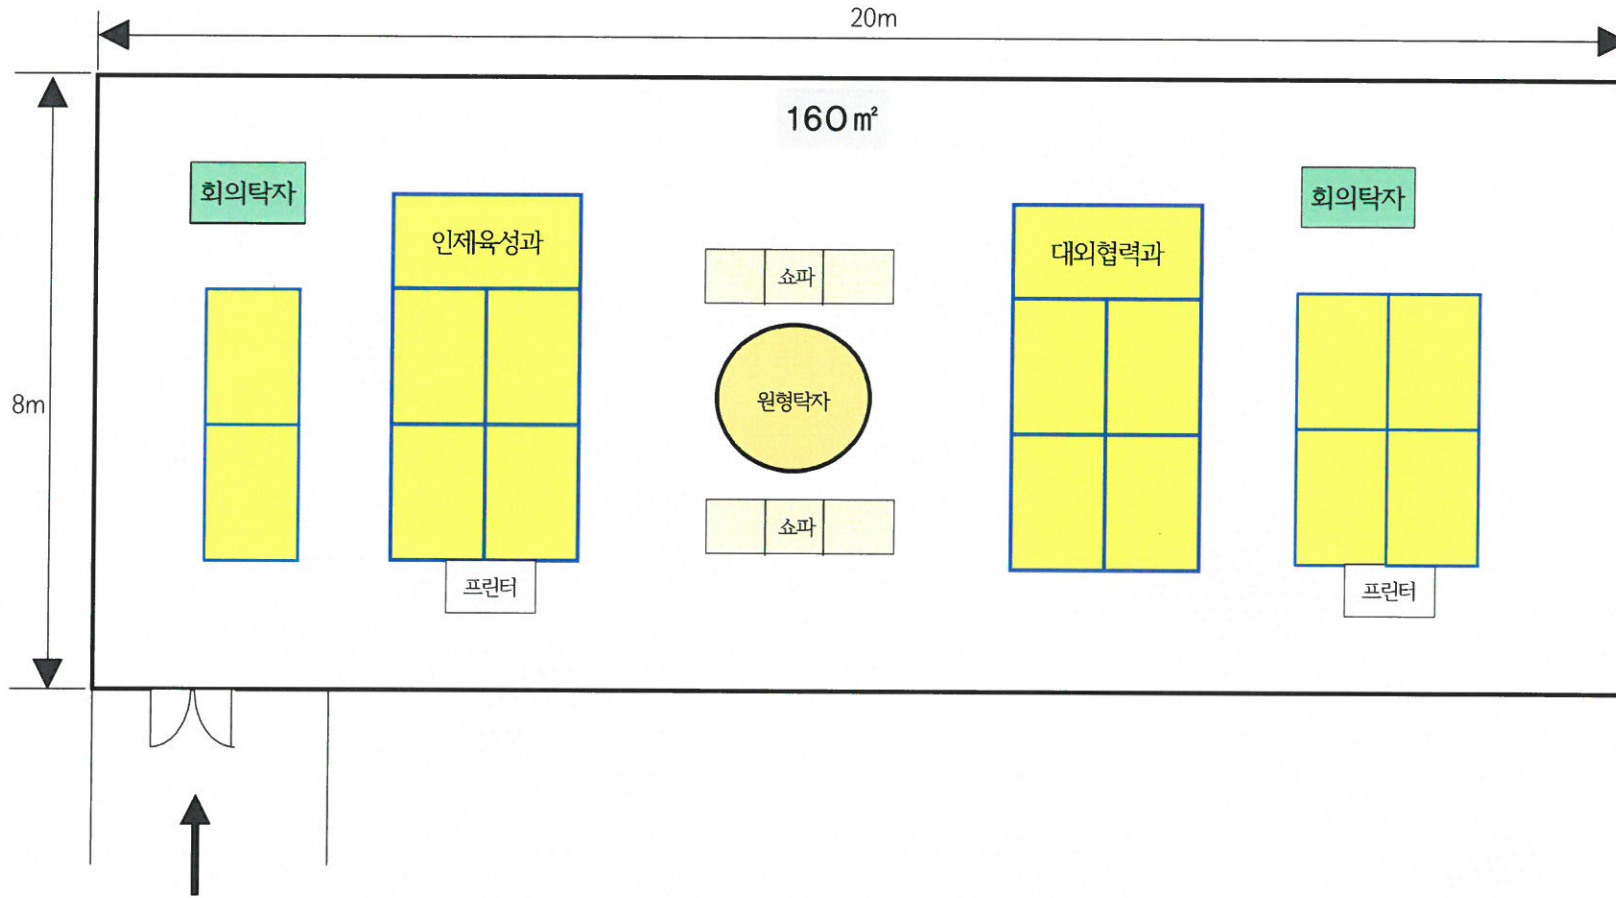 20m
160㎡
회의탁자
회의탁자
인제육성과
대외협력과
쇼파
8m
원형탁자
쇼파
프린터
프린터